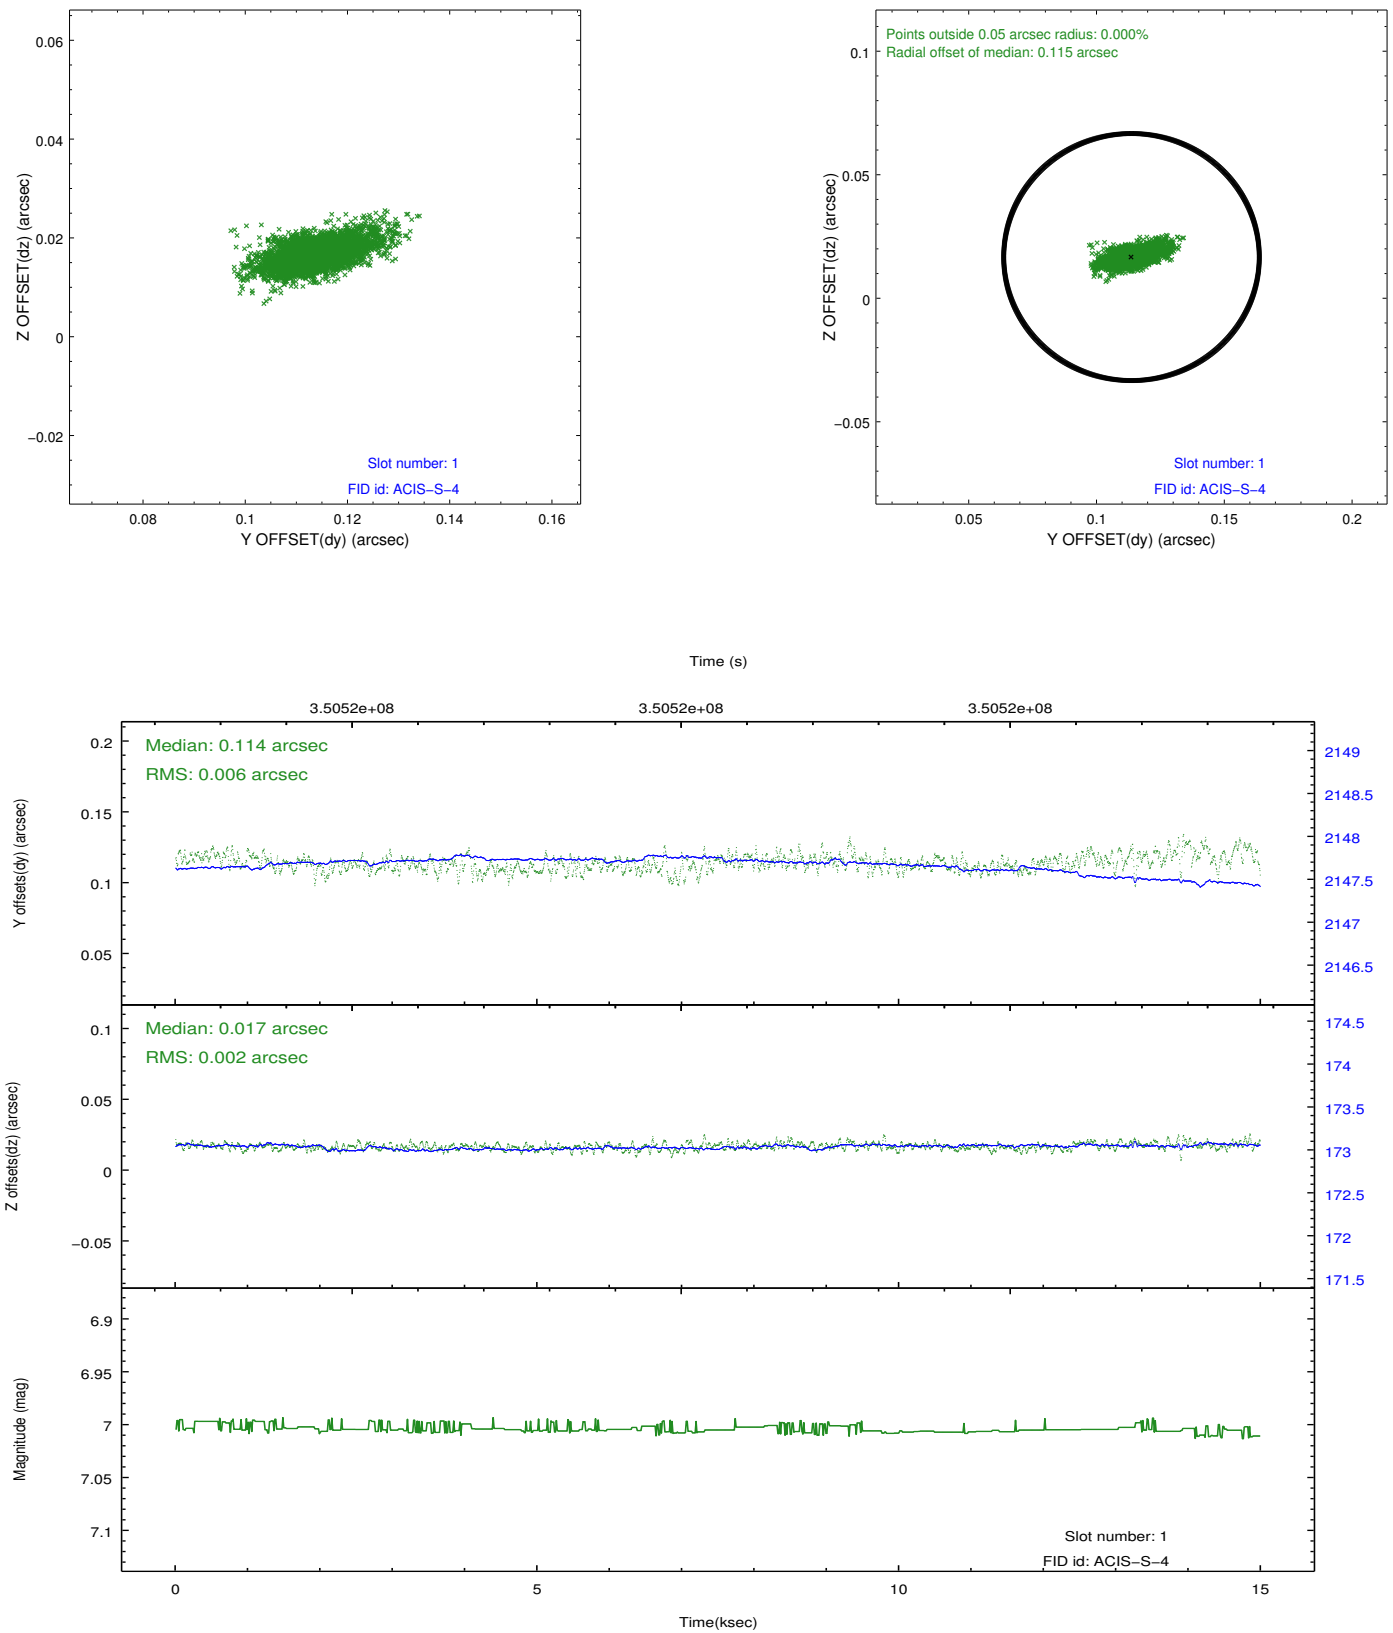 0.06
0.04
0.02
0
−0.02
Z OFFSET(dz) (arcsec)
Slot number: 1
FID id: ACIS−S−4
0.08 0.1 0.12 0.14 0.16
Y OFFSET(dy) (arcsec)
Points outside 0.05 arcsec radius: 0.000%
Radial offset of median: 0.115 arcsec
0.1
0.05
0
−0.05
Z OFFSET(dz) (arcsec)
Slot number: 1
FID id: ACIS−S−4
0.05 0.1 0.15 0.2
Y OFFSET(dy) (arcsec)
Time (s)
3.5052e+08 3.5052e+08 3.5052e+08
Median: 0.114 arcsec
RMS: 0.006 arcsec
0.2
0.15
0.1
0.05
Y offsets(dy) (arcsec)
2149
2148.5
2148
2147.5
2147
2146.5
Median: 0.017 arcsec
RMS: 0.002 arcsec
0.1
0.05
0
−0.05
Z offsets(dz) (arcsec)
174.5
174
173.5
173
172.5
172
171.5
6.9
6.95
7
7.05
7.1
Magnitude (mag)
Slot number: 1
FID id: ACIS−S−4
0 5 10 15
Time(ksec)